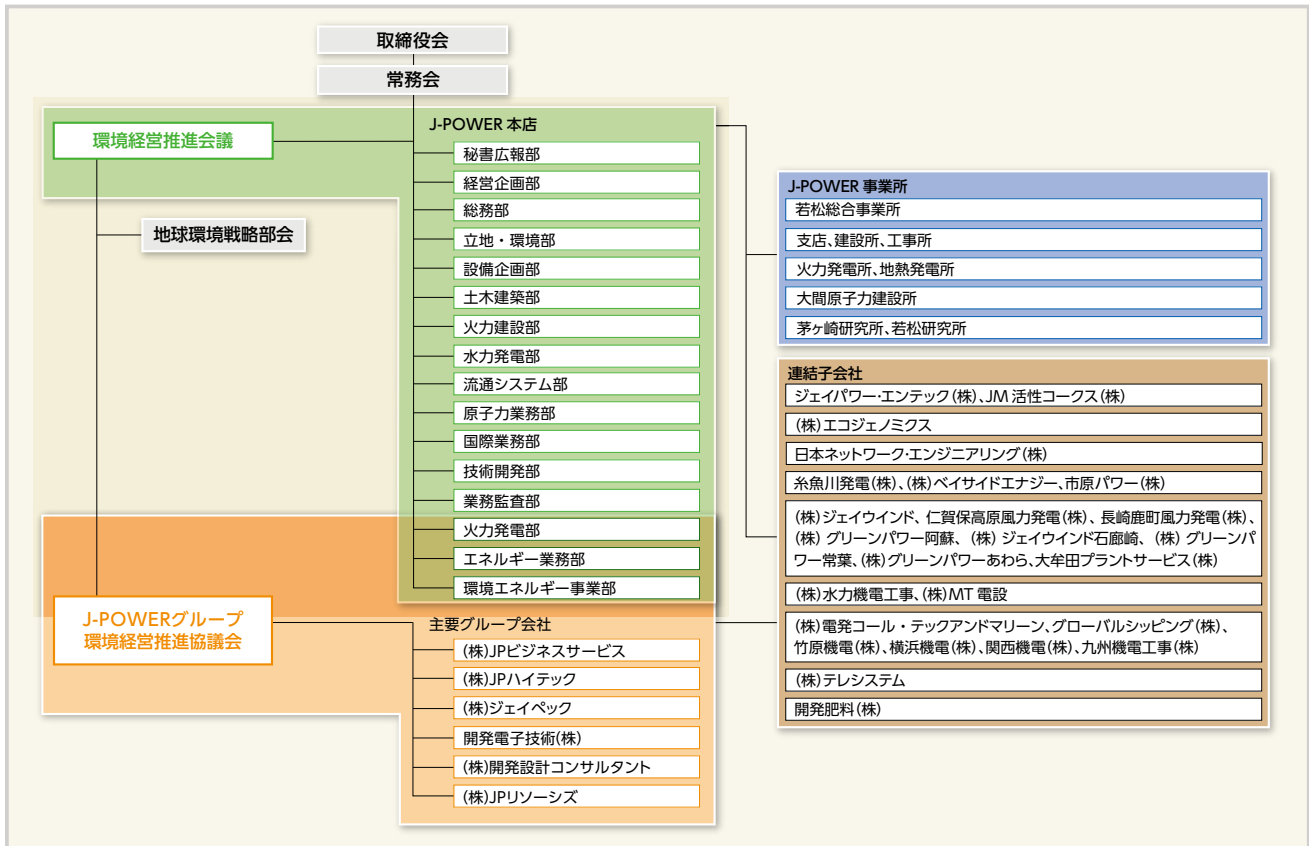 取締役会
常務会
環境経営推進会議
地球環境戦略部会
J-POWER 本店
秘書広報部
経営企画部
総務部
立地・環境部
設備企画部
土木建築部
火力建設部
水力発電部
流通システム部
原子力業務部
国際業務部
技術開発部
業務監査部
火力発電部
エネルギー業務部
環境エネルギー事業部
J-POWERグループ
環境経営推進協議会
主要グループ会社
(株)JPビジネスサービス
(株)JPハイテック
(株)ジェイペック
開発電子技術(株)
(株)開発設計コンサルタント
(株)JPリソーシズ
J-POWER 事業所
若松総合事業所
支店、建設所、工事所
火力発電所、地熱発電所
大間原子力建設所
茅ヶ崎研究所、若松研究所
連結子会社
ジェイパワー・エンテック(株)、JM 活性コークス(株)
(株)エコジェノミクス
日本ネットワーク・エンジニアリング(株)
糸魚川発電(株)、(株)ベイサイドエナジー、市原パワー(株)
(株)ジェイウインド、仁賀保高原風力発電(株)、長崎鹿町風力発電(株)、
(株)グリーンパワー阿蘇、(株)ジェイウインド石廊崎、(株)グリーンパ
ワー常葉、(株)グリーンパワーあわら、大牟田プラントサービス(株)
(株)水力機電工事、(株)MT 電設
(株)電発コール・テックアンドマリーン、グローバルシッピング(株)、
竹原機電(株)、横浜機電(株)、関西機電(株)、九州機電工事(株)
(株)テレシステム
開発肥料(株)